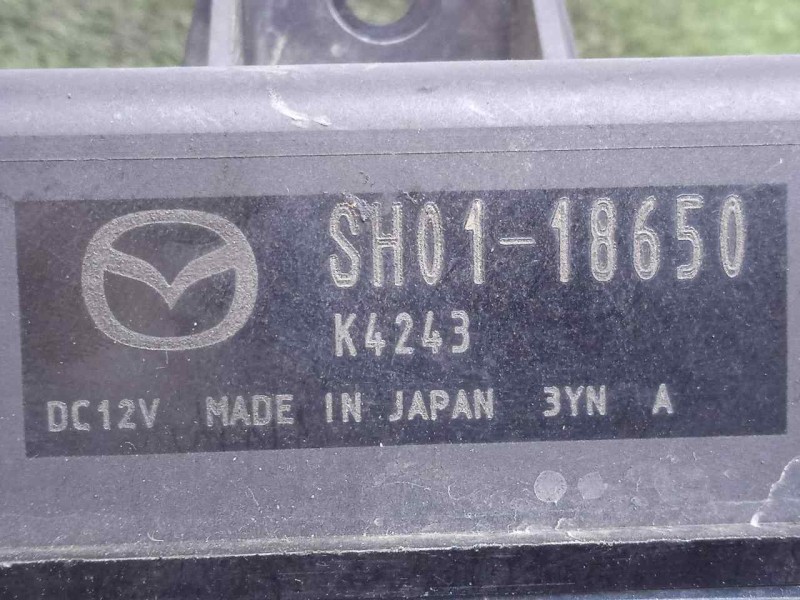 SH01-18650
K4243
DC12V MADE IN JAPAN 3YN A